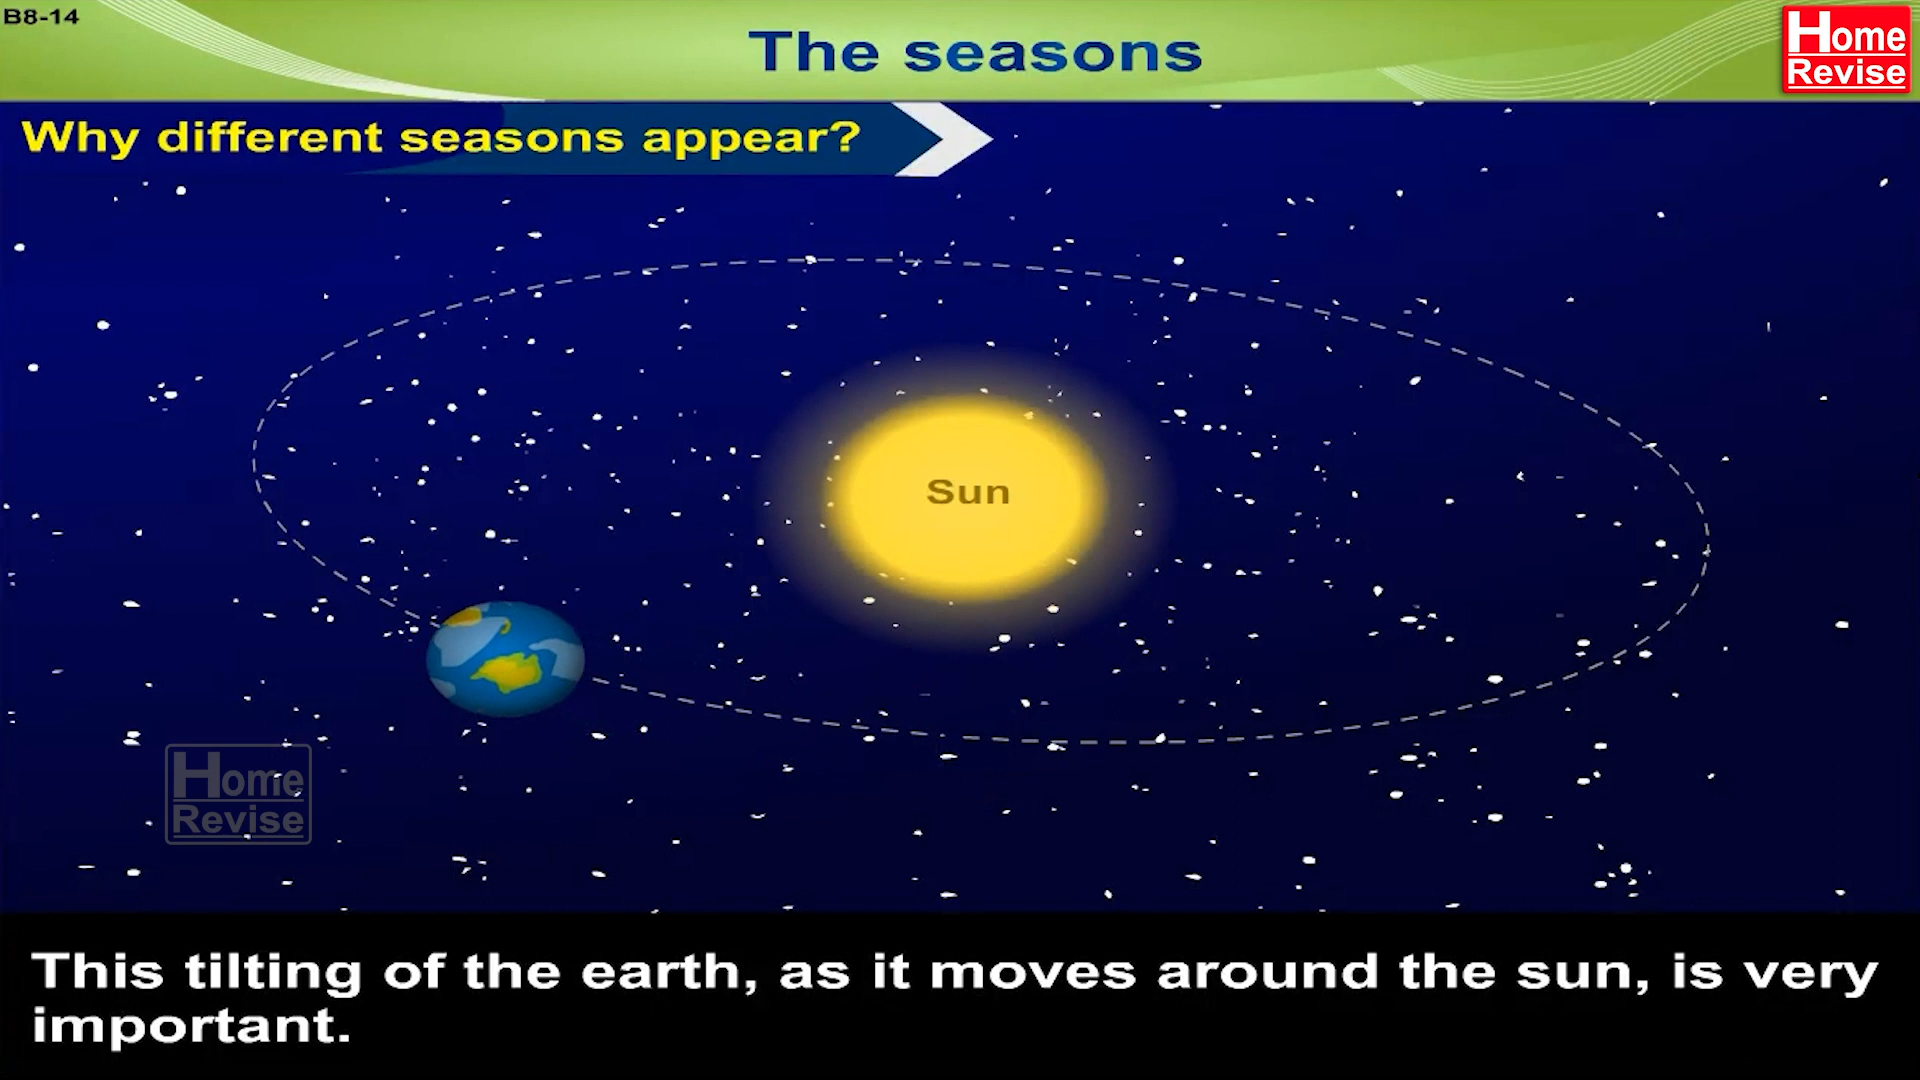 B8-14
The seasons
Home
Revise
Why different seasons appear?
Sun
Home
Revise
This tilting of the earth, as it moves around the sun, is very
important.